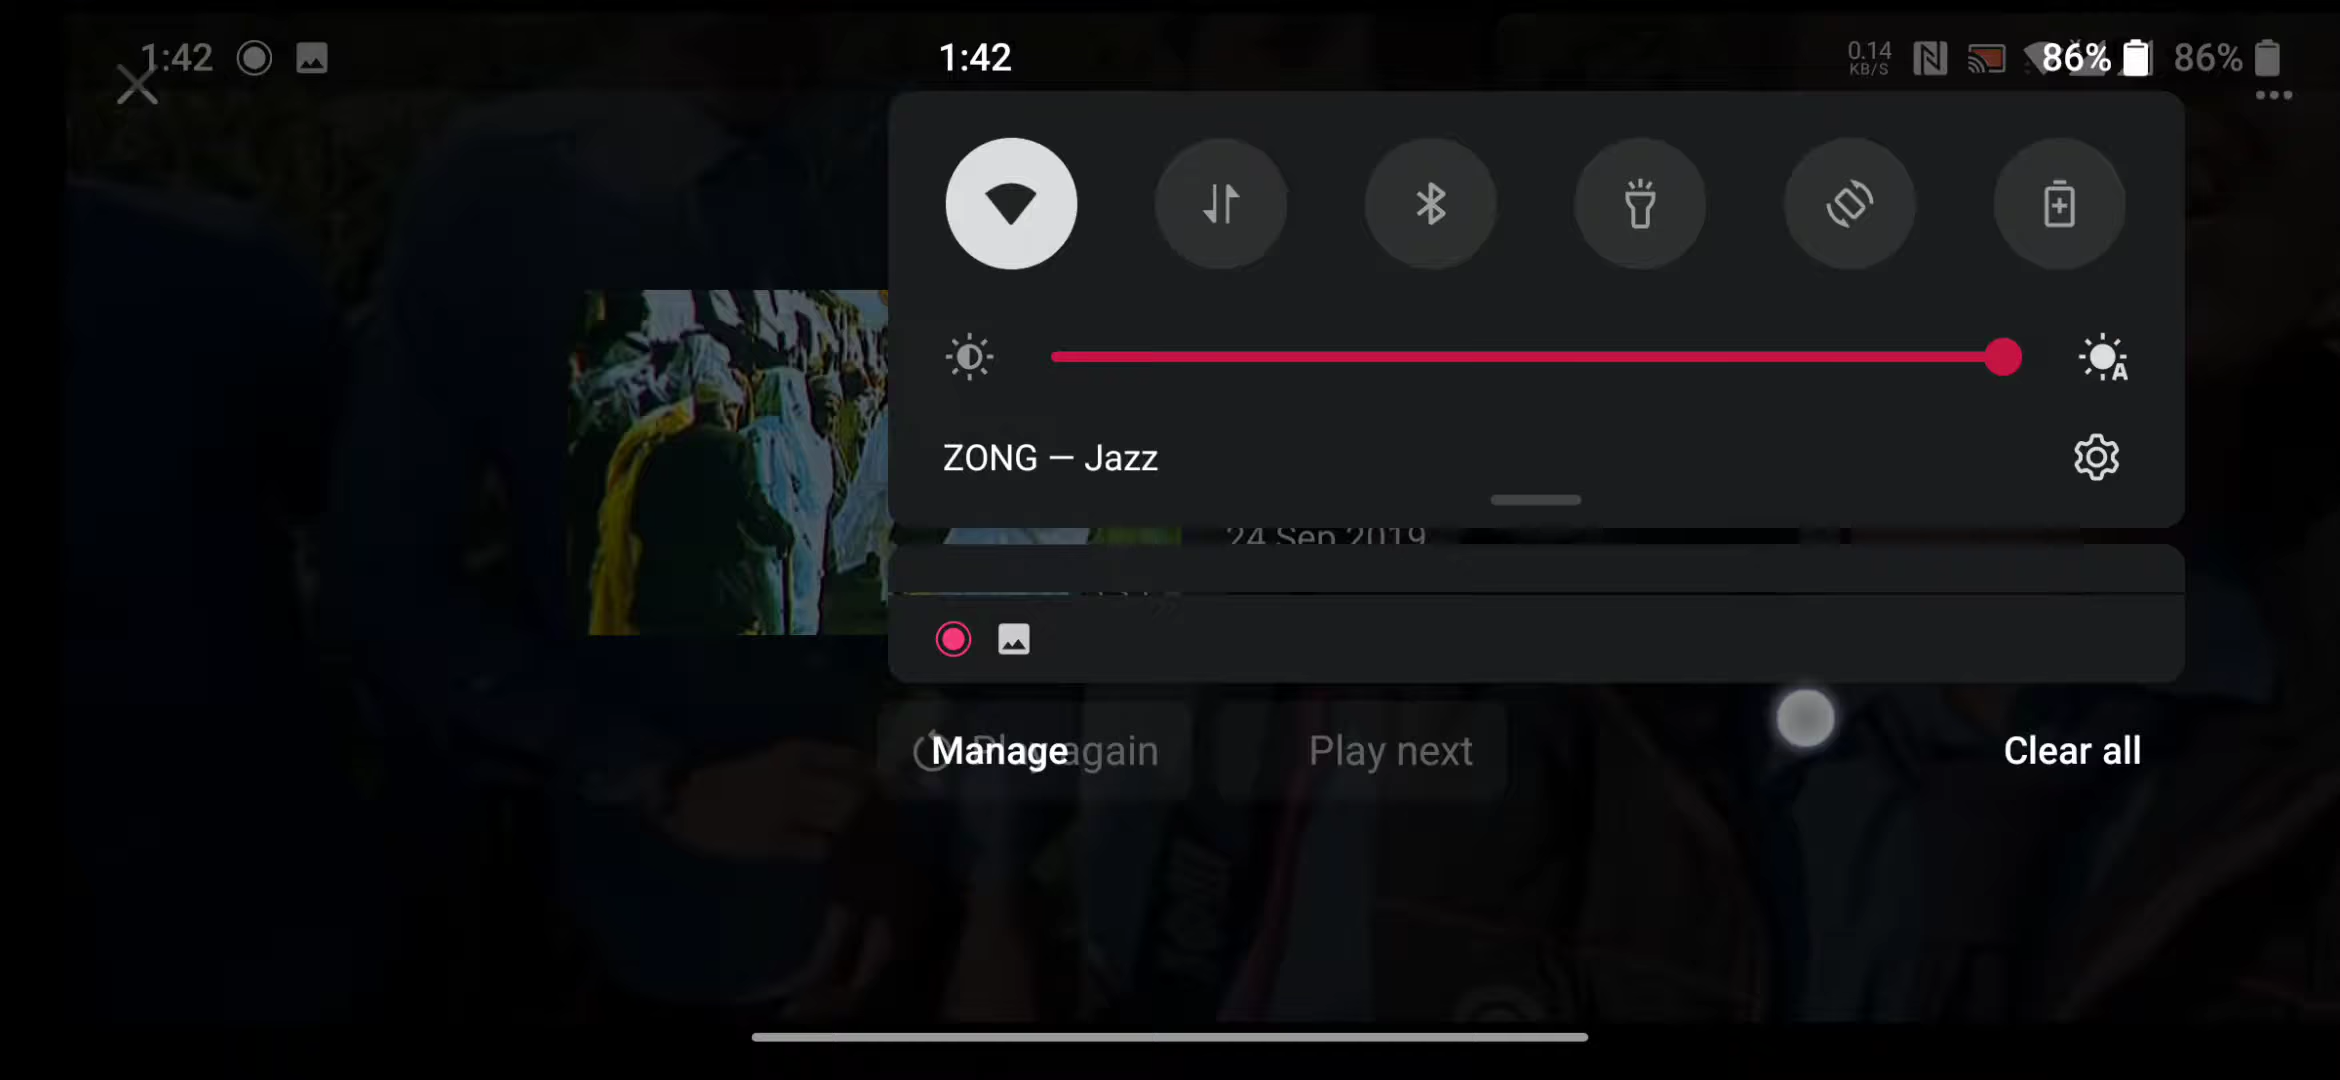 1:42
1:42
0.14
KB/S
86%
86%
A
ZONG — Jazz
24 Sep 2019
Manage
again
Play next
Clear all